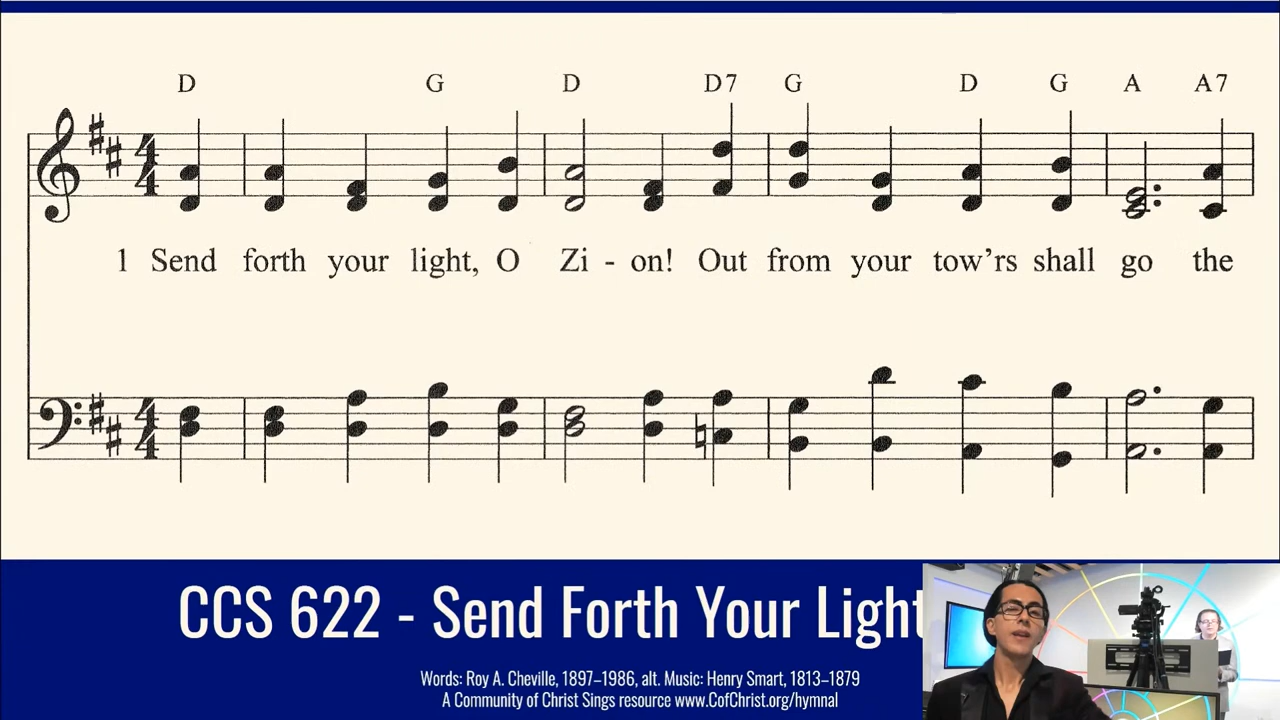 D G D D7 G D G A A7
1 Send forth your light, O Zi - on! Out from your tow'rs shall go the
CCS 622 - Send Forth Your Light
Words: Roy A. Cheville, 1897–1986, alt. Music: Henry Smart, 1813–1879
A Community of Christ Sings resource www.CofChrist.org/hymnal